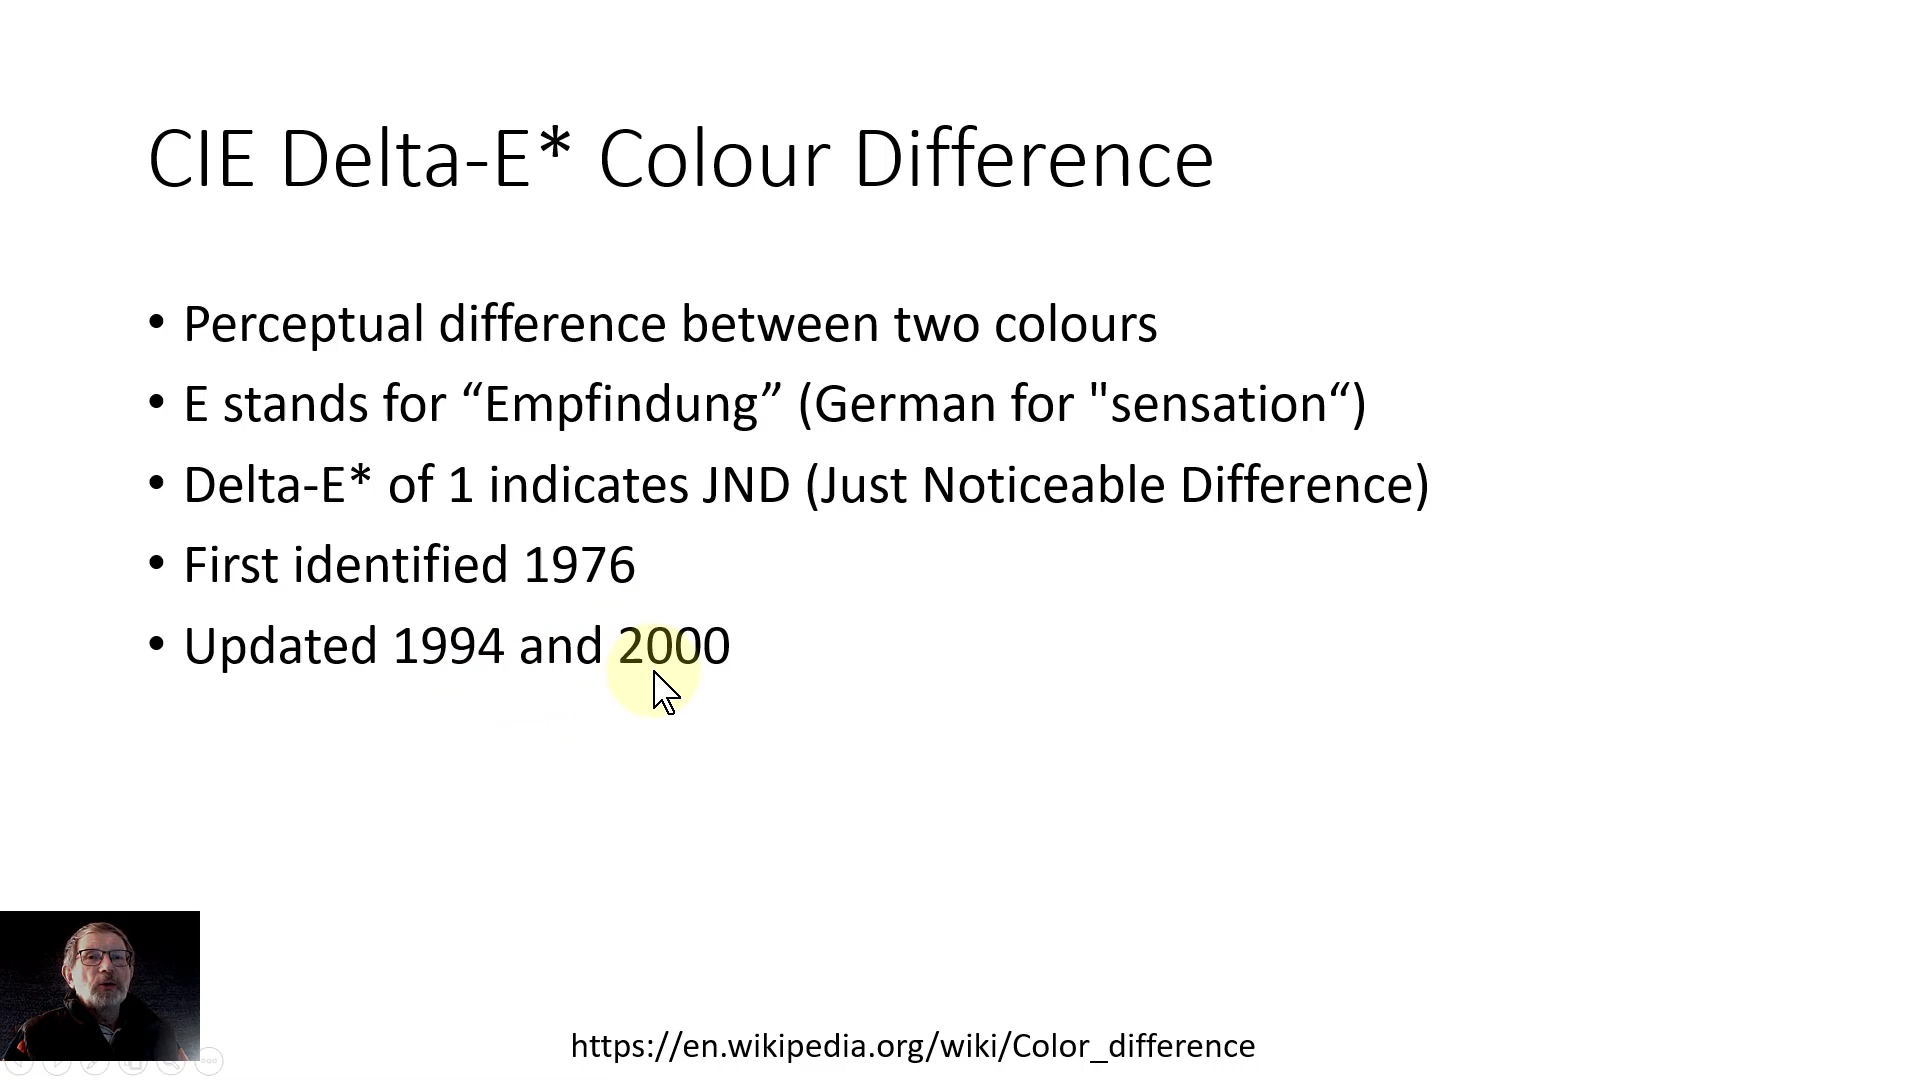 CIE Delta-E* Colour Difference
• Perceptual difference between two colours
• E stands for “Empfindung” (German for "sensation“)
• Delta-E* of 1 indicates JND (Just Noticeable Difference)
• First identified 1976
• Updated 1994 and 2000
https://en.wikipedia.org/wiki/Color_difference